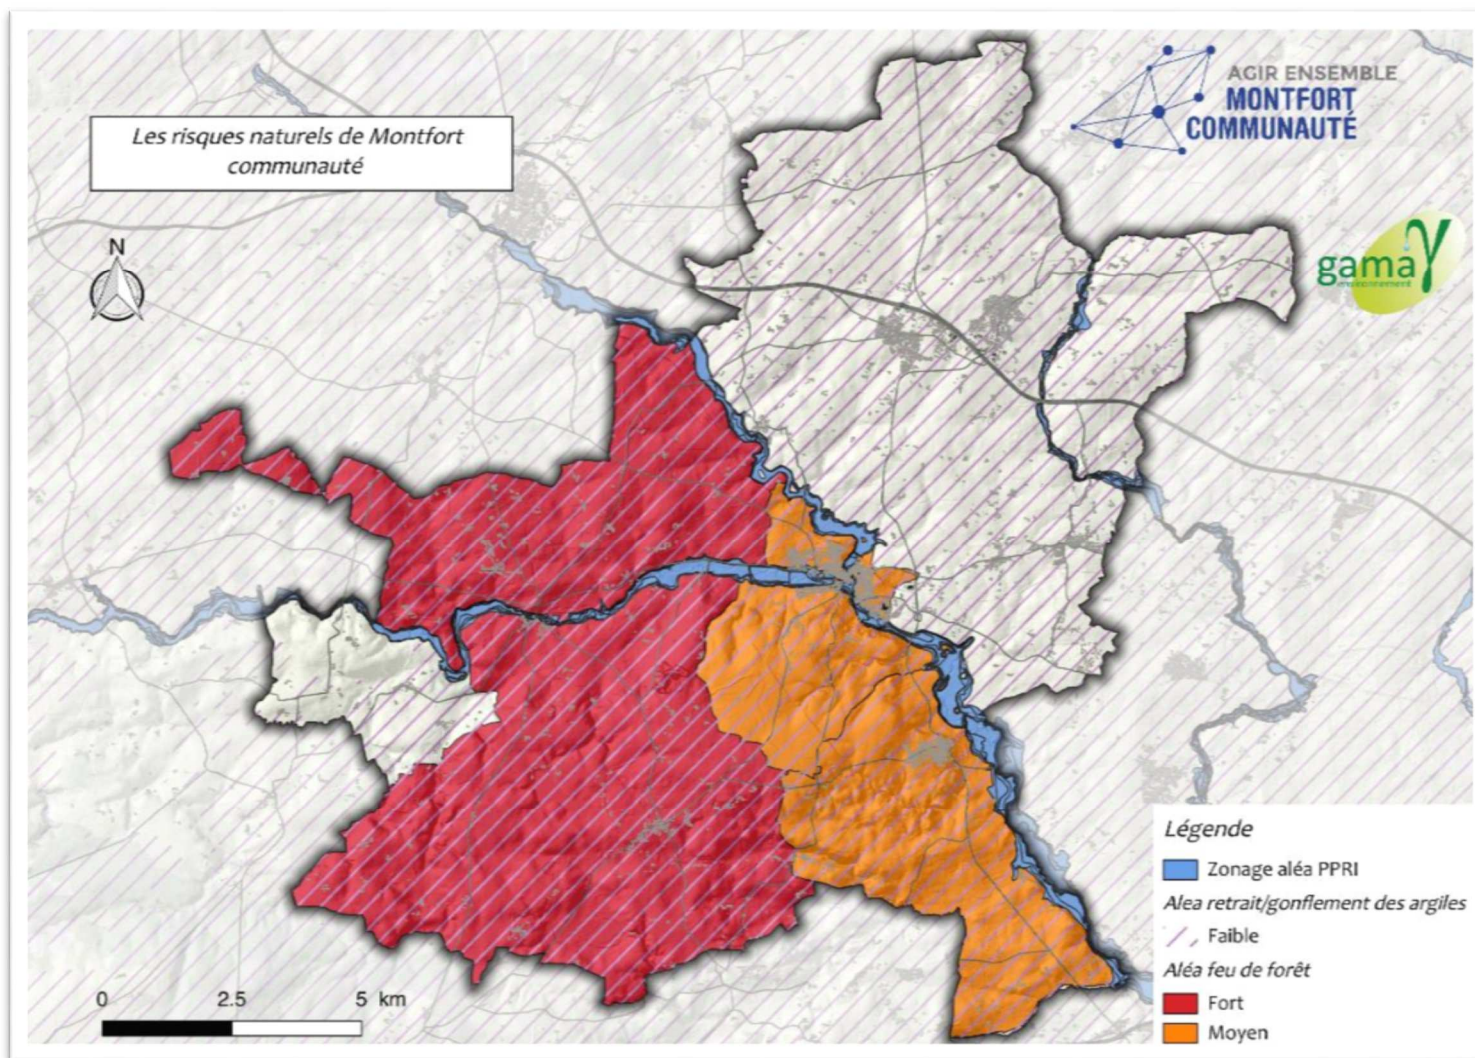 Les risques naturels de Montfort
communauté
AGIR ENSEMBLE
MONTFORT
COMMUNAUTÉ
N
gama
environnement
Légende
Zonage aléa PPRI
Alea retrait/gonflement des argiles
Faible
Aléa feu de forêt
Fort
Moyen
0 2.5 5 km